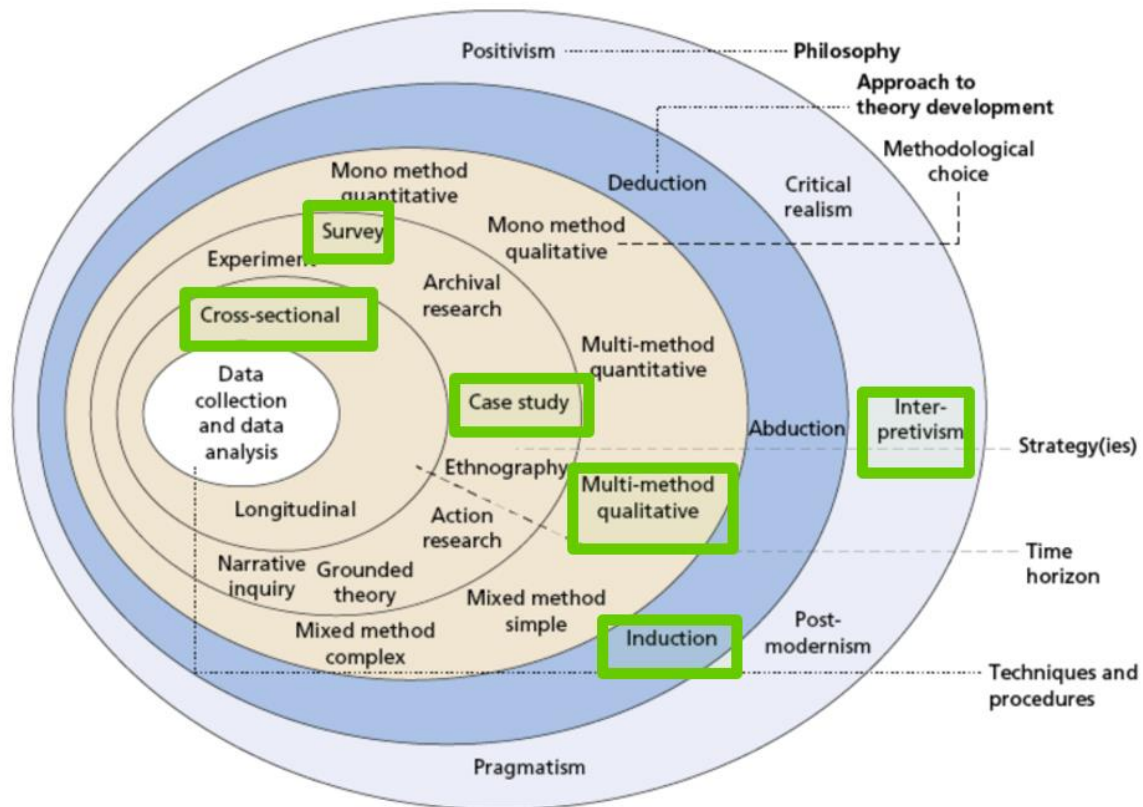 Positivism
Philosophy
Approach to
theory development
Methodological
choice
Mono method
quantitative
Deduction
Critical
realism
Survey
Mono method
qualitative
Experiment
Archival
research
Cross-sectional
Multi-method
quantitative
Data
collection
and data
analysis
Case study
Abduction
Inter-
pretivism
Strategy(ies)
Ethnography
Multi-method
qualitative
Longitudinal
Action
research
Time
horizon
Narrative
inquiry
Grounded
theory
Mixed method
simple
Mixed method
complex
Induction
Post-
modernism
Techniques and
procedures
Pragmatism